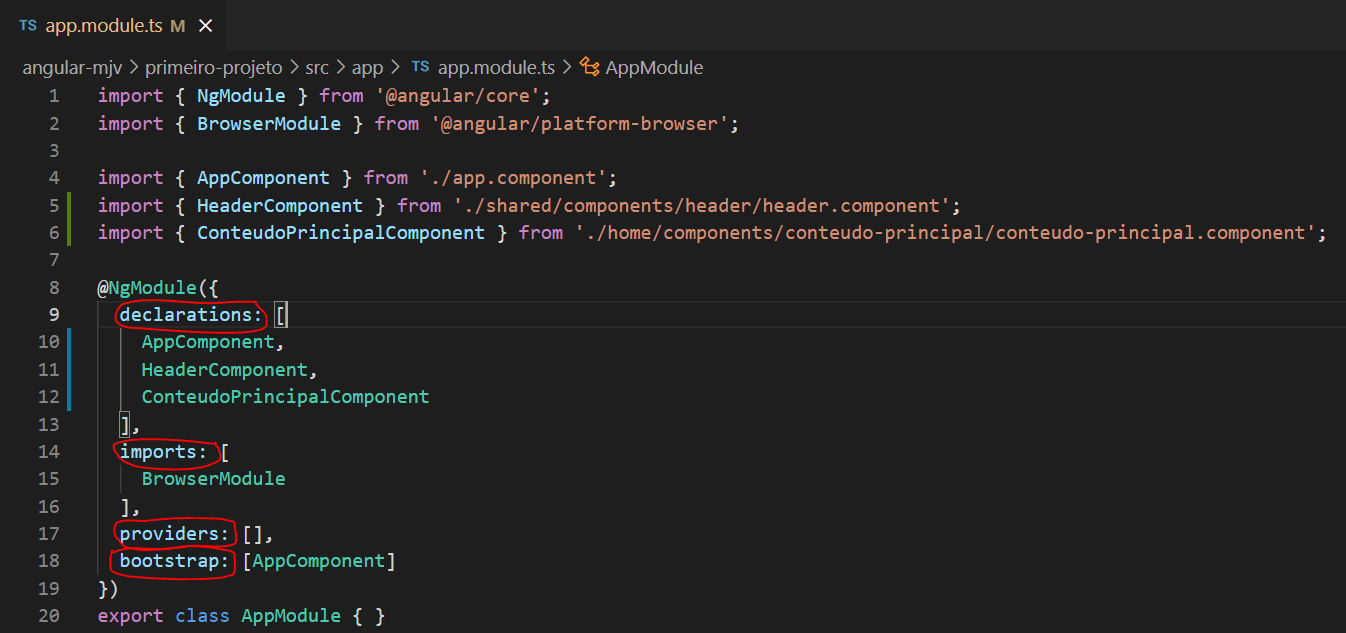 TS app.module.ts M ×
angular-mjv > primeiro-projeto > src > app > TS app.module.ts > AppModule
1 import { NgModule } from '@angular/core';
2 import { BrowserModule } from '@angular/platform-browser';
3
4 import { AppComponent } from './app.component';
5 import { HeaderComponent } from './shared/components/header/header.component';
6 import { ConteudoPrincipalComponent } from './home/components/conteudo-principal/conteudo-principal.component';
7
8 @NgModule({
9 declarations: [
10 AppComponent,
11 HeaderComponent,
12 ConteudoPrincipalComponent
13 ],
14 imports: [
15 BrowserModule
16 ],
17 providers: [],
18 bootstrap: [AppComponent]
19 })
20 export class AppModule { }